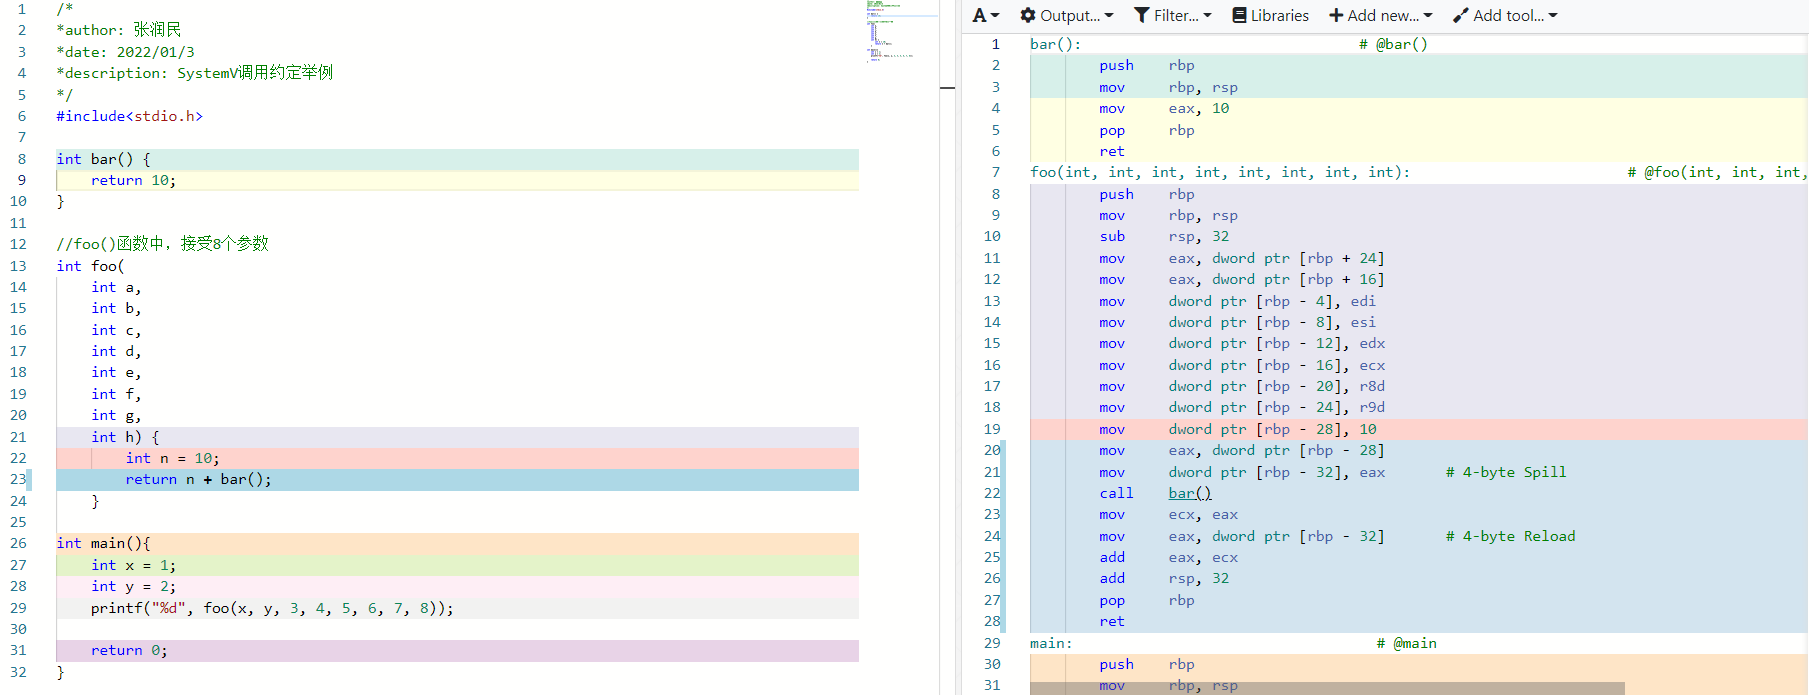 1 /*
2 *author: 张润民
3 *date: 2022/01/3
4 *description: SystemV调用约定举例
5 */
6 #include<stdio.h>
7
8 int bar() {
9     return 10;
10 }
11
12 //foo()函数中，接受8个参数
13 int foo(
14     int a,
15     int b,
16     int c,
17     int d,
18     int e,
19     int f,
20     int g,
21     int h) {
22         int n = 10;
23         return n + bar();
24     }
25
26 int main(){
27     int x = 1;
28     int y = 2;
29     printf("%d", foo(x, y, 3, 4, 5, 6, 7, 8));
30
31     return 0;
32 }
A Output... Filter... Libraries Add new... Add tool...
1 bar(): # @bar()
2 push rbp
3 mov rbp, rsp
4 mov eax, 10
5 pop rbp
6 ret
7 foo(int, int, int, int, int, int, int, int): # @foo(int, int, int,
8 push rbp
9 mov rbp, rsp
10 sub rsp, 32
11 mov eax, dword ptr [rbp + 24]
12 mov eax, dword ptr [rbp + 16]
13 mov dword ptr [rbp - 4], edi
14 mov dword ptr [rbp - 8], esi
15 mov dword ptr [rbp - 12], edx
16 mov dword ptr [rbp - 16], ecx
17 mov dword ptr [rbp - 20], r8d
18 mov dword ptr [rbp - 24], r9d
19 mov dword ptr [rbp - 28], 10
20 mov eax, dword ptr [rbp - 28]
21 mov dword ptr [rbp - 32], eax # 4-byte Spill
22 call bar()
23 mov ecx, eax
24 mov eax, dword ptr [rbp - 32] # 4-byte Reload
25 add eax, ecx
26 add rsp, 32
27 pop rbp
28 ret
29 main: # @main
30 push rbp
31 mov rbp, rsp